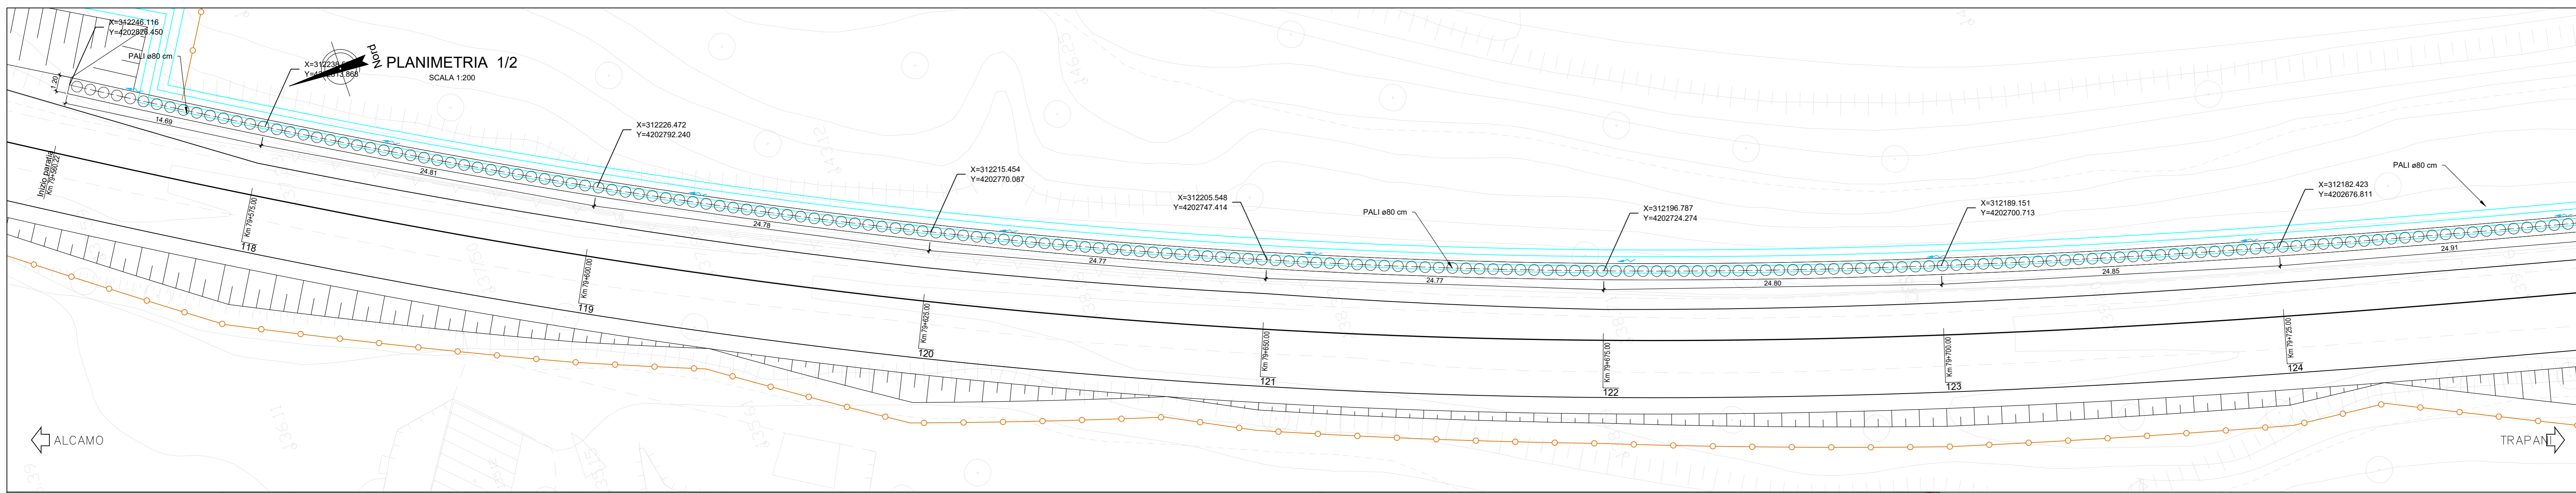 X=312246.116
Y=4202826.450
PALI ø80 cm
1.20
Nord
PLANIMETRIA 1/2
SCALA 1:200
14.69
24.81
X=312226.472
Y=4202792.240
24.78
X=312215.454
Y=4202770.087
24.77
X=312205.548
Y=4202747.414
PALI ø80 cm
24.77
X=312196.787
Y=4202724.274
24.80
X=312189.151
Y=4202700.713
24.85
X=312182.423
Y=4202676.811
PALI ø80 cm
24.91
Inizio paratia
Km 79+575.00
118
Km 79+600.00
119
Km 79+625.00
120
Km 79+650.00
121
Km 79+675.00
122
Km 79+700.00
123
Km 79+725.00
124
ALCAMO
TRAPANI